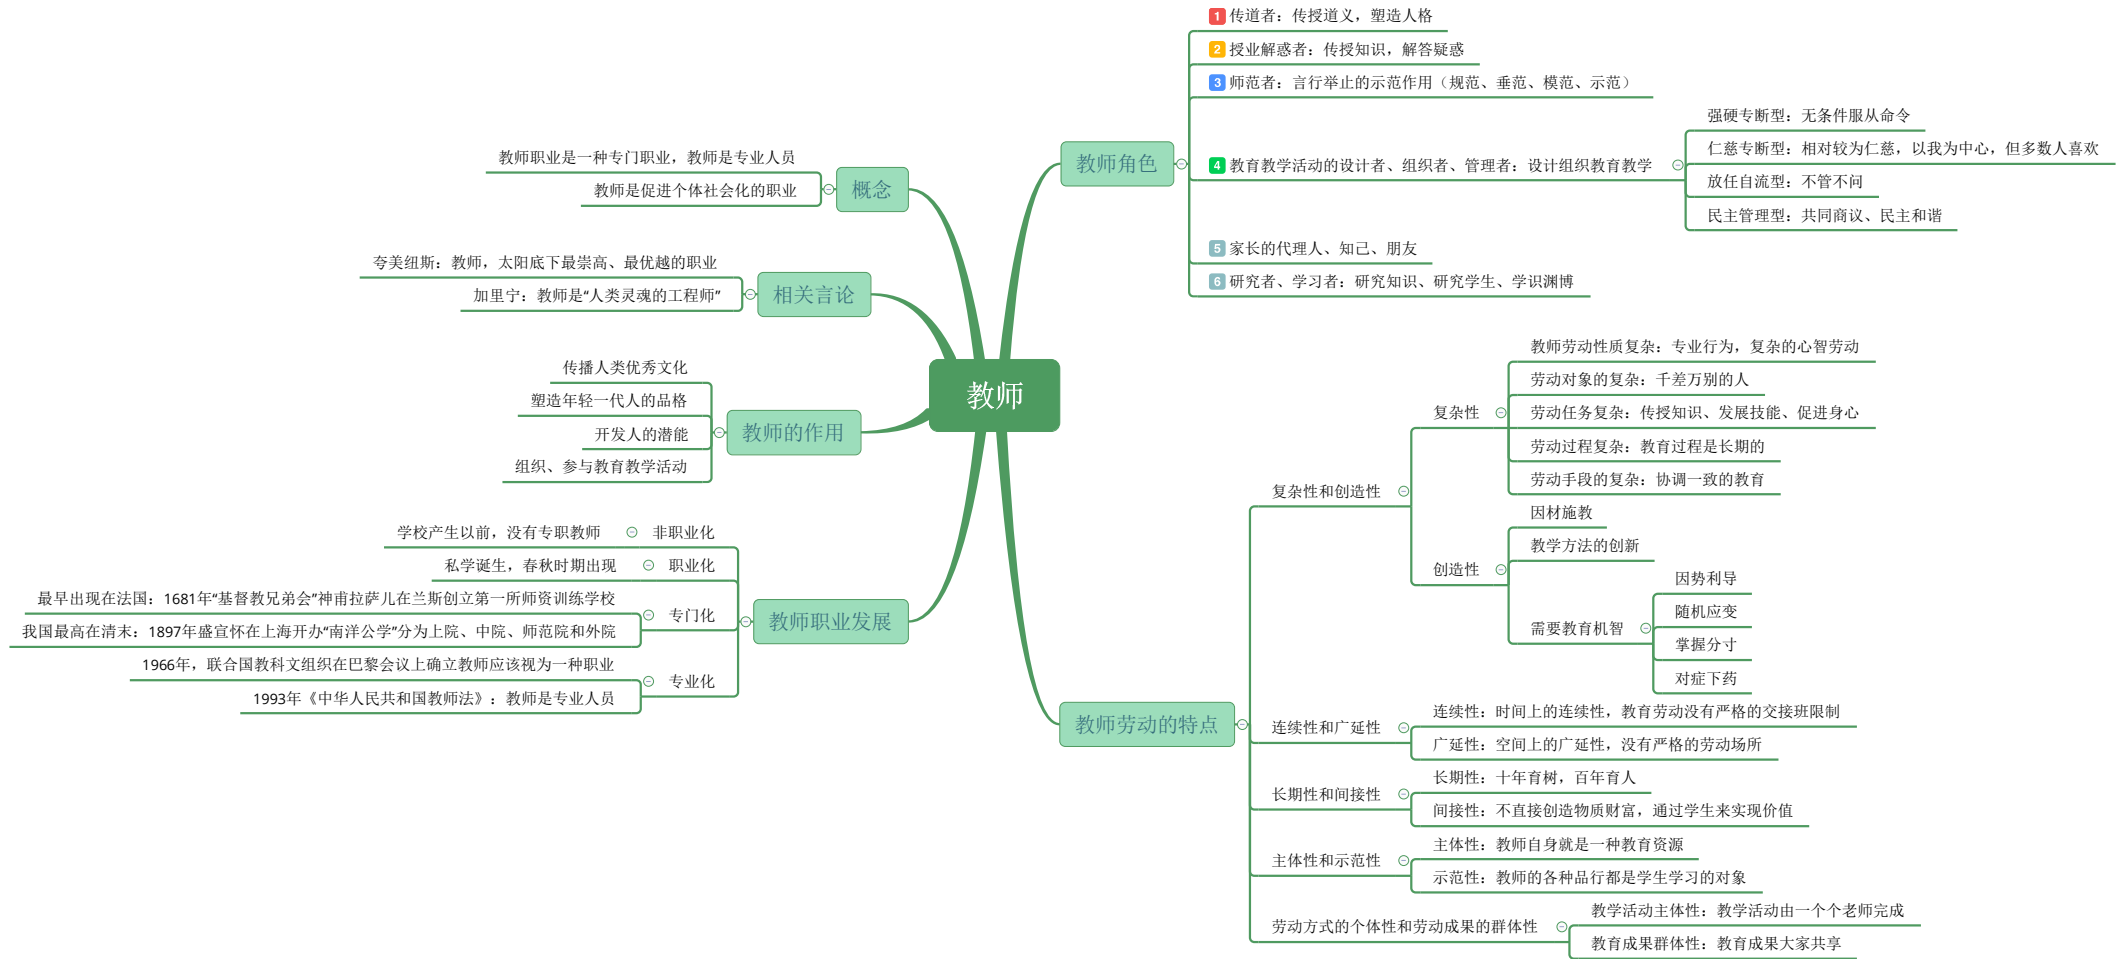 教师
概念
教师职业是一种专门职业，教师是专业人员
教师是促进个体社会化的职业
相关言论
夸美纽斯：教师，太阳底下最崇高、最优越的职业
加里宁：教师是“人类灵魂的工程师”
教师的作用
传播人类优秀文化
塑造年轻一代人的品格
开发人的潜能
组织、参与教育教学活动
教师职业发展
非职业化
学校产生以前，没有专职教师
职业化
私学诞生，春秋时期出现
专门化
最早出现在法国：1681年“基督教兄弟会”神甫拉萨儿在兰斯创立第一所师资训练学校
我国最高在清末：1897年盛宣怀在上海开办“南洋公学”分为上院、中院、师范院和外院
专业化
1966年，联合国教科文组织在巴黎会议上确立教师应该视为一种职业
1993年《中华人民共和国教师法》：教师是专业人员
教师角色
1 传道者：传授道义，塑造人格
2 授业解惑者：传授知识，解答疑惑
3 师范者：言行举止的示范作用（规范、垂范、模范、示范）
4 教育教学活动的设计者、组织者、管理者：设计组织教育教学
强硬专断型：无条件服从命令
仁慈专断型：相对较为仁慈，以我为中心，但多数人喜欢
放任自流型：不管不问
民主管理型：共同商议、民主和谐
5 家长的代理人、知己、朋友
6 研究者、学习者：研究知识、研究学生、学识渊博
教师劳动的特点
复杂性和创造性
复杂性
教师劳动性质复杂：专业行为，复杂的心智劳动
劳动对象的复杂：千差万别的人
劳动任务复杂：传授知识、发展技能、促进身心
劳动过程复杂：教育过程是长期的
劳动手段的复杂：协调一致的教育
创造性
因材施教
教学方法的创新
需要教育机智
因势利导
随机应变
掌握分寸
对症下药
连续性和广延性
连续性：时间上的连续性，教育劳动没有严格的交接班限制
广延性：空间上的广延性，没有严格的劳动场所
长期性和间接性
长期性：十年育树，百年育人
间接性：不直接创造物质财富，通过学生来实现价值
主体性和示范性
主体性：教师自身就是一种教育资源
示范性：教师的各种品行都是学生学习的对象
劳动方式的个体性和劳动成果的群体性
教学活动主体性：教学活动由一个个老师完成
教育成果群体性：教育成果大家共享